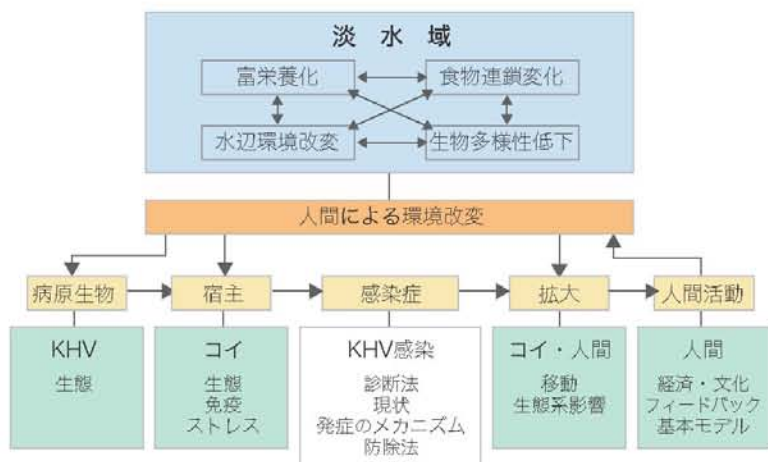 淡 水 域
富栄養化
食物連鎖変化
水辺環境改変
生物多様性低下
人間による環境改変
病原生物
宿主
感染症
拡大
人間活動
KHV
生態
コイ
生態
免疫
ストレス
KHV感染
診断法
現状
発症のメカニズム
防除法
コイ・人間
移動
生態系影響
人間
経済・文化
フィードバック
基本モデル